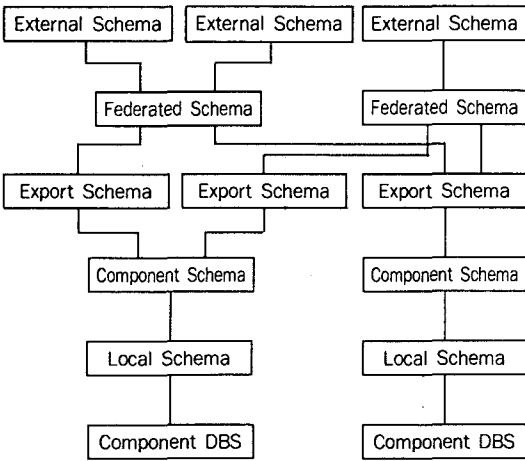 External Schema External Schema External Schema
Federated Schema Federated Schema
Export Schema Export Schema Export Schema
Component Schema Component Schema
Local Schema Local Schema
Component DBS Component DBS